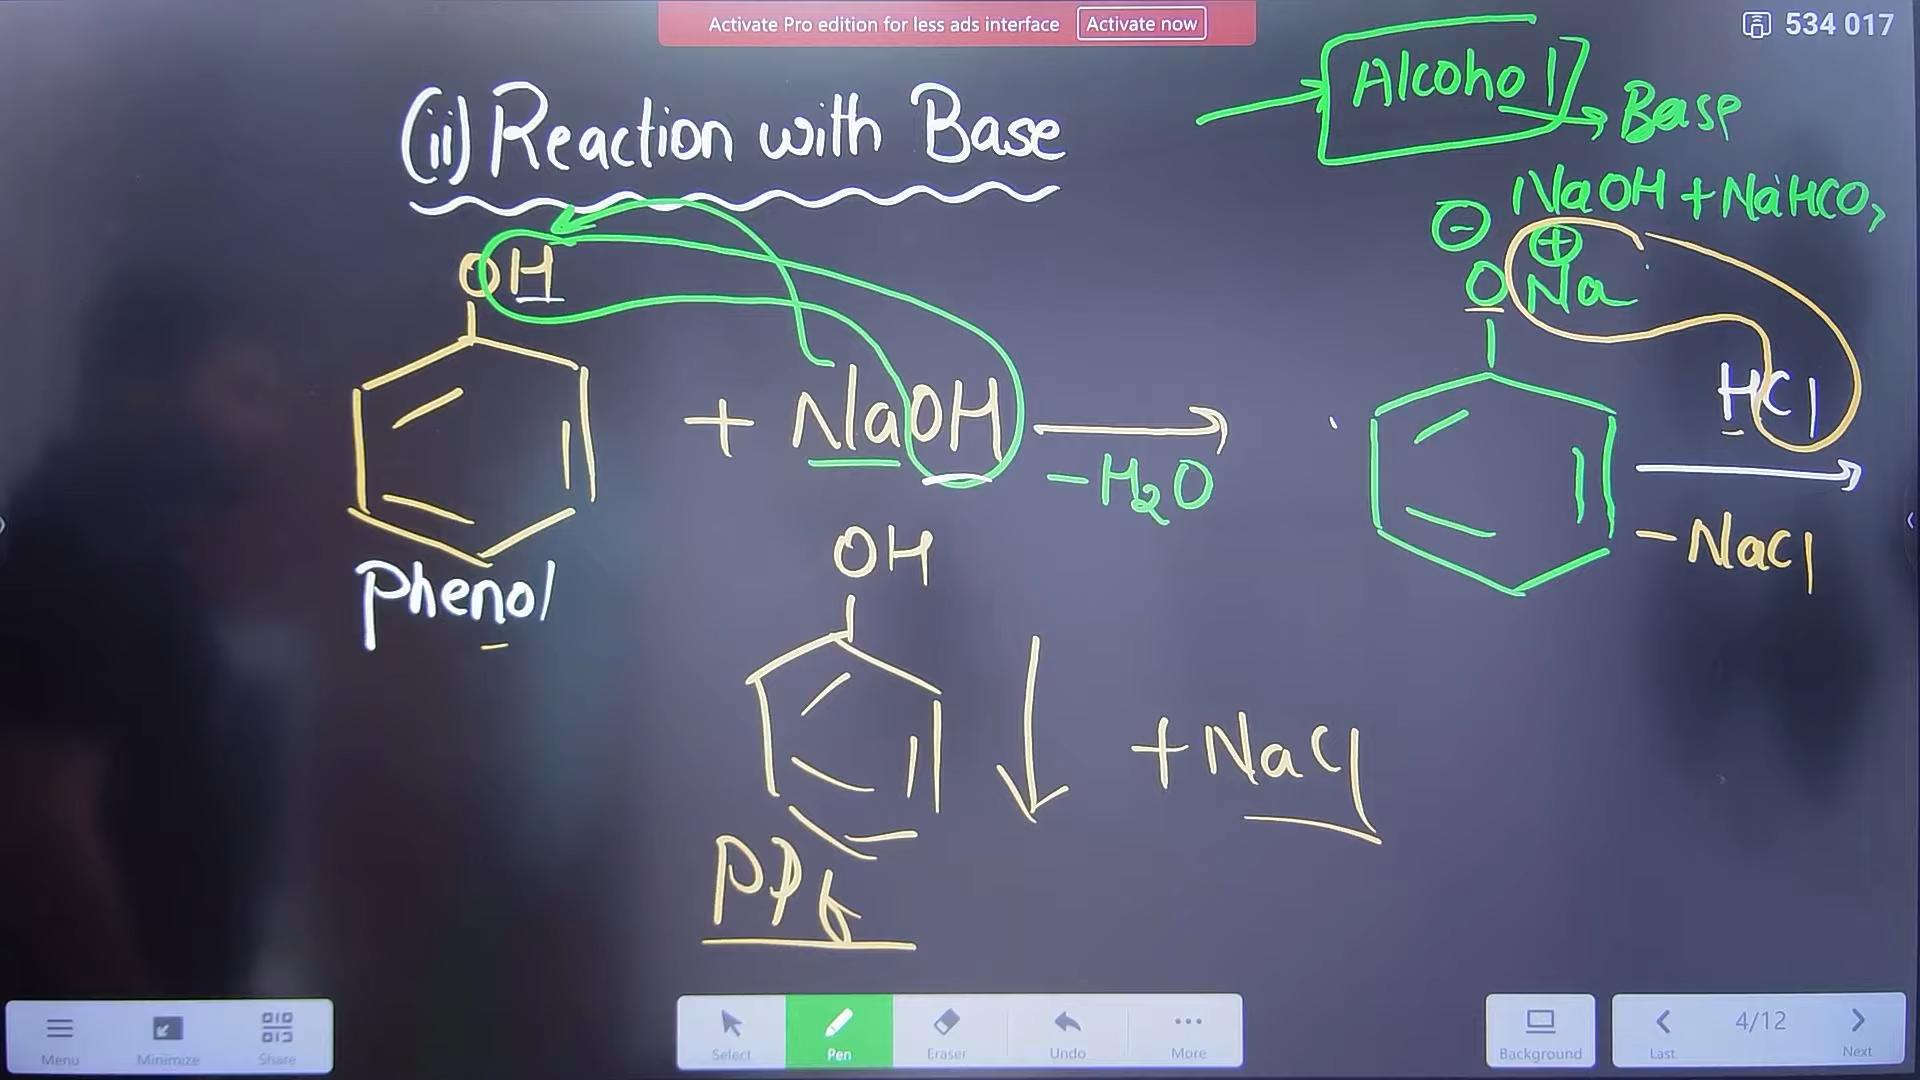 Activate Pro edition for less ads interface Activate now
534 017
Alcohol
Base
(ii) Reaction with Base
NaOH + NaHCO3
⊖ ⊕
OH
O Na
+ NaOH
HCl
-H2O
-NaCl
Phenol
OH
+ NaCl
PPt
Menu Minimize Share Select Pen Eraser Undo More Background Last 4/12 Next